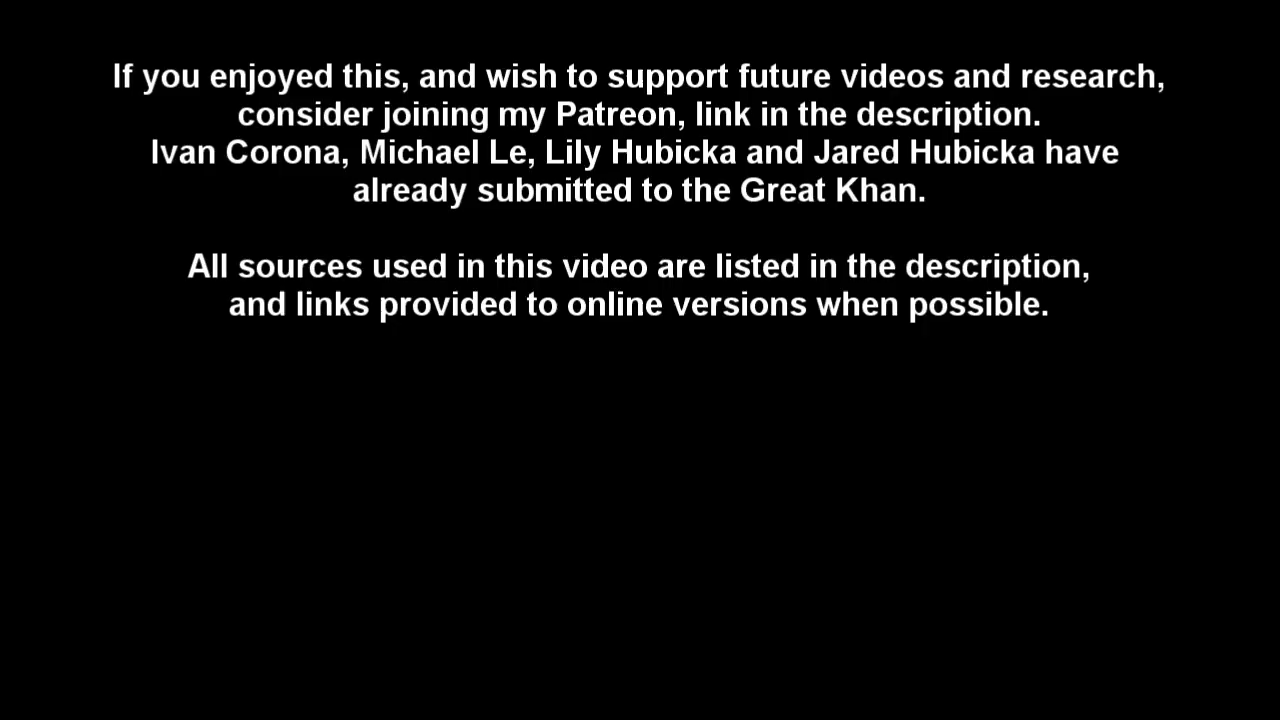 If you enjoyed this, and wish to support future videos and research,
consider joining my Patreon, link in the description.
Ivan Corona, Michael Le, Lily Hubicka and Jared Hubicka have
already submitted to the Great Khan.
All sources used in this video are listed in the description,
and links provided to online versions when possible.